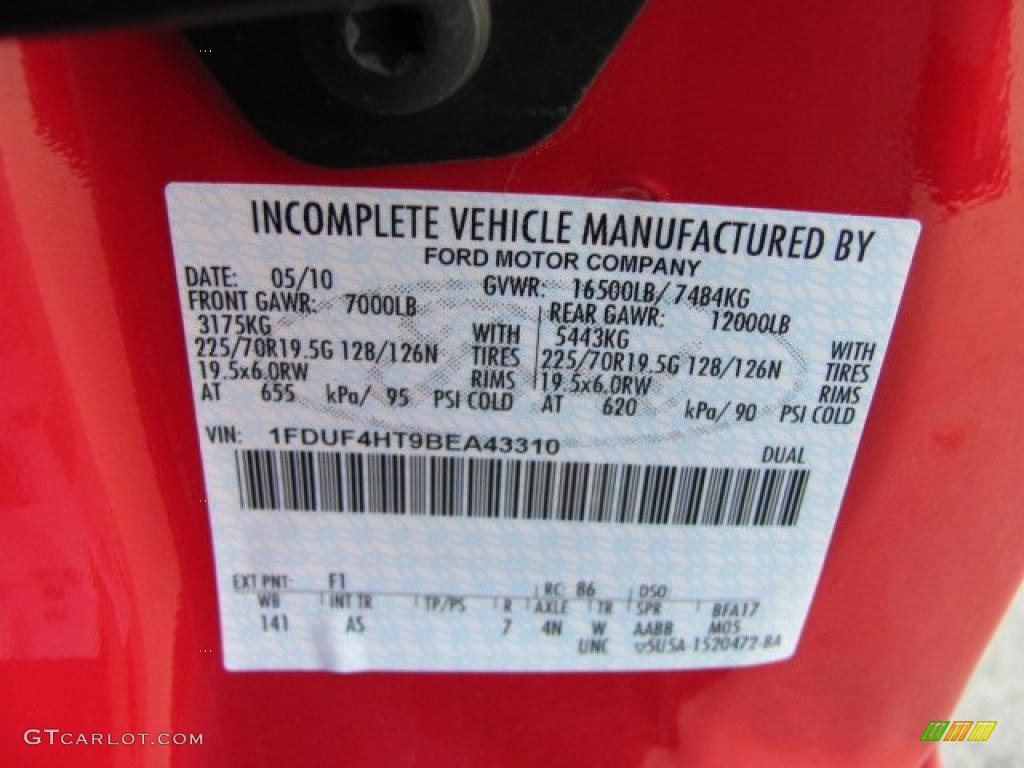 INCOMPLETE VEHICLE MANUFACTURED BY
FORD MOTOR COMPANY
DATE: 05/10 GVWR: 16500LB/ 7484KG
FRONT GAWR: 7000LB REAR GAWR: 12000LB
3175KG WITH 5443KG WITH
225/70R19.5G 128/126N TIRES 225/70R19.5G 128/126N TIRES
19.5x6.0RW RIMS 19.5x6.0RW RIMS
AT 655 kPa/ 95 PSI COLD AT 620 kPa/ 90 PSI COLD
VIN: 1FDUF4HT9BEA43310 DUAL
EXT PNT: F1 RC: 86 DSO:
WB INT TR TP/PS R AXLE TR SPR BFA17
141 AS 7 4N W AABB M05
UNC 5U5A-1520472-BA
GTCARLOT.COM